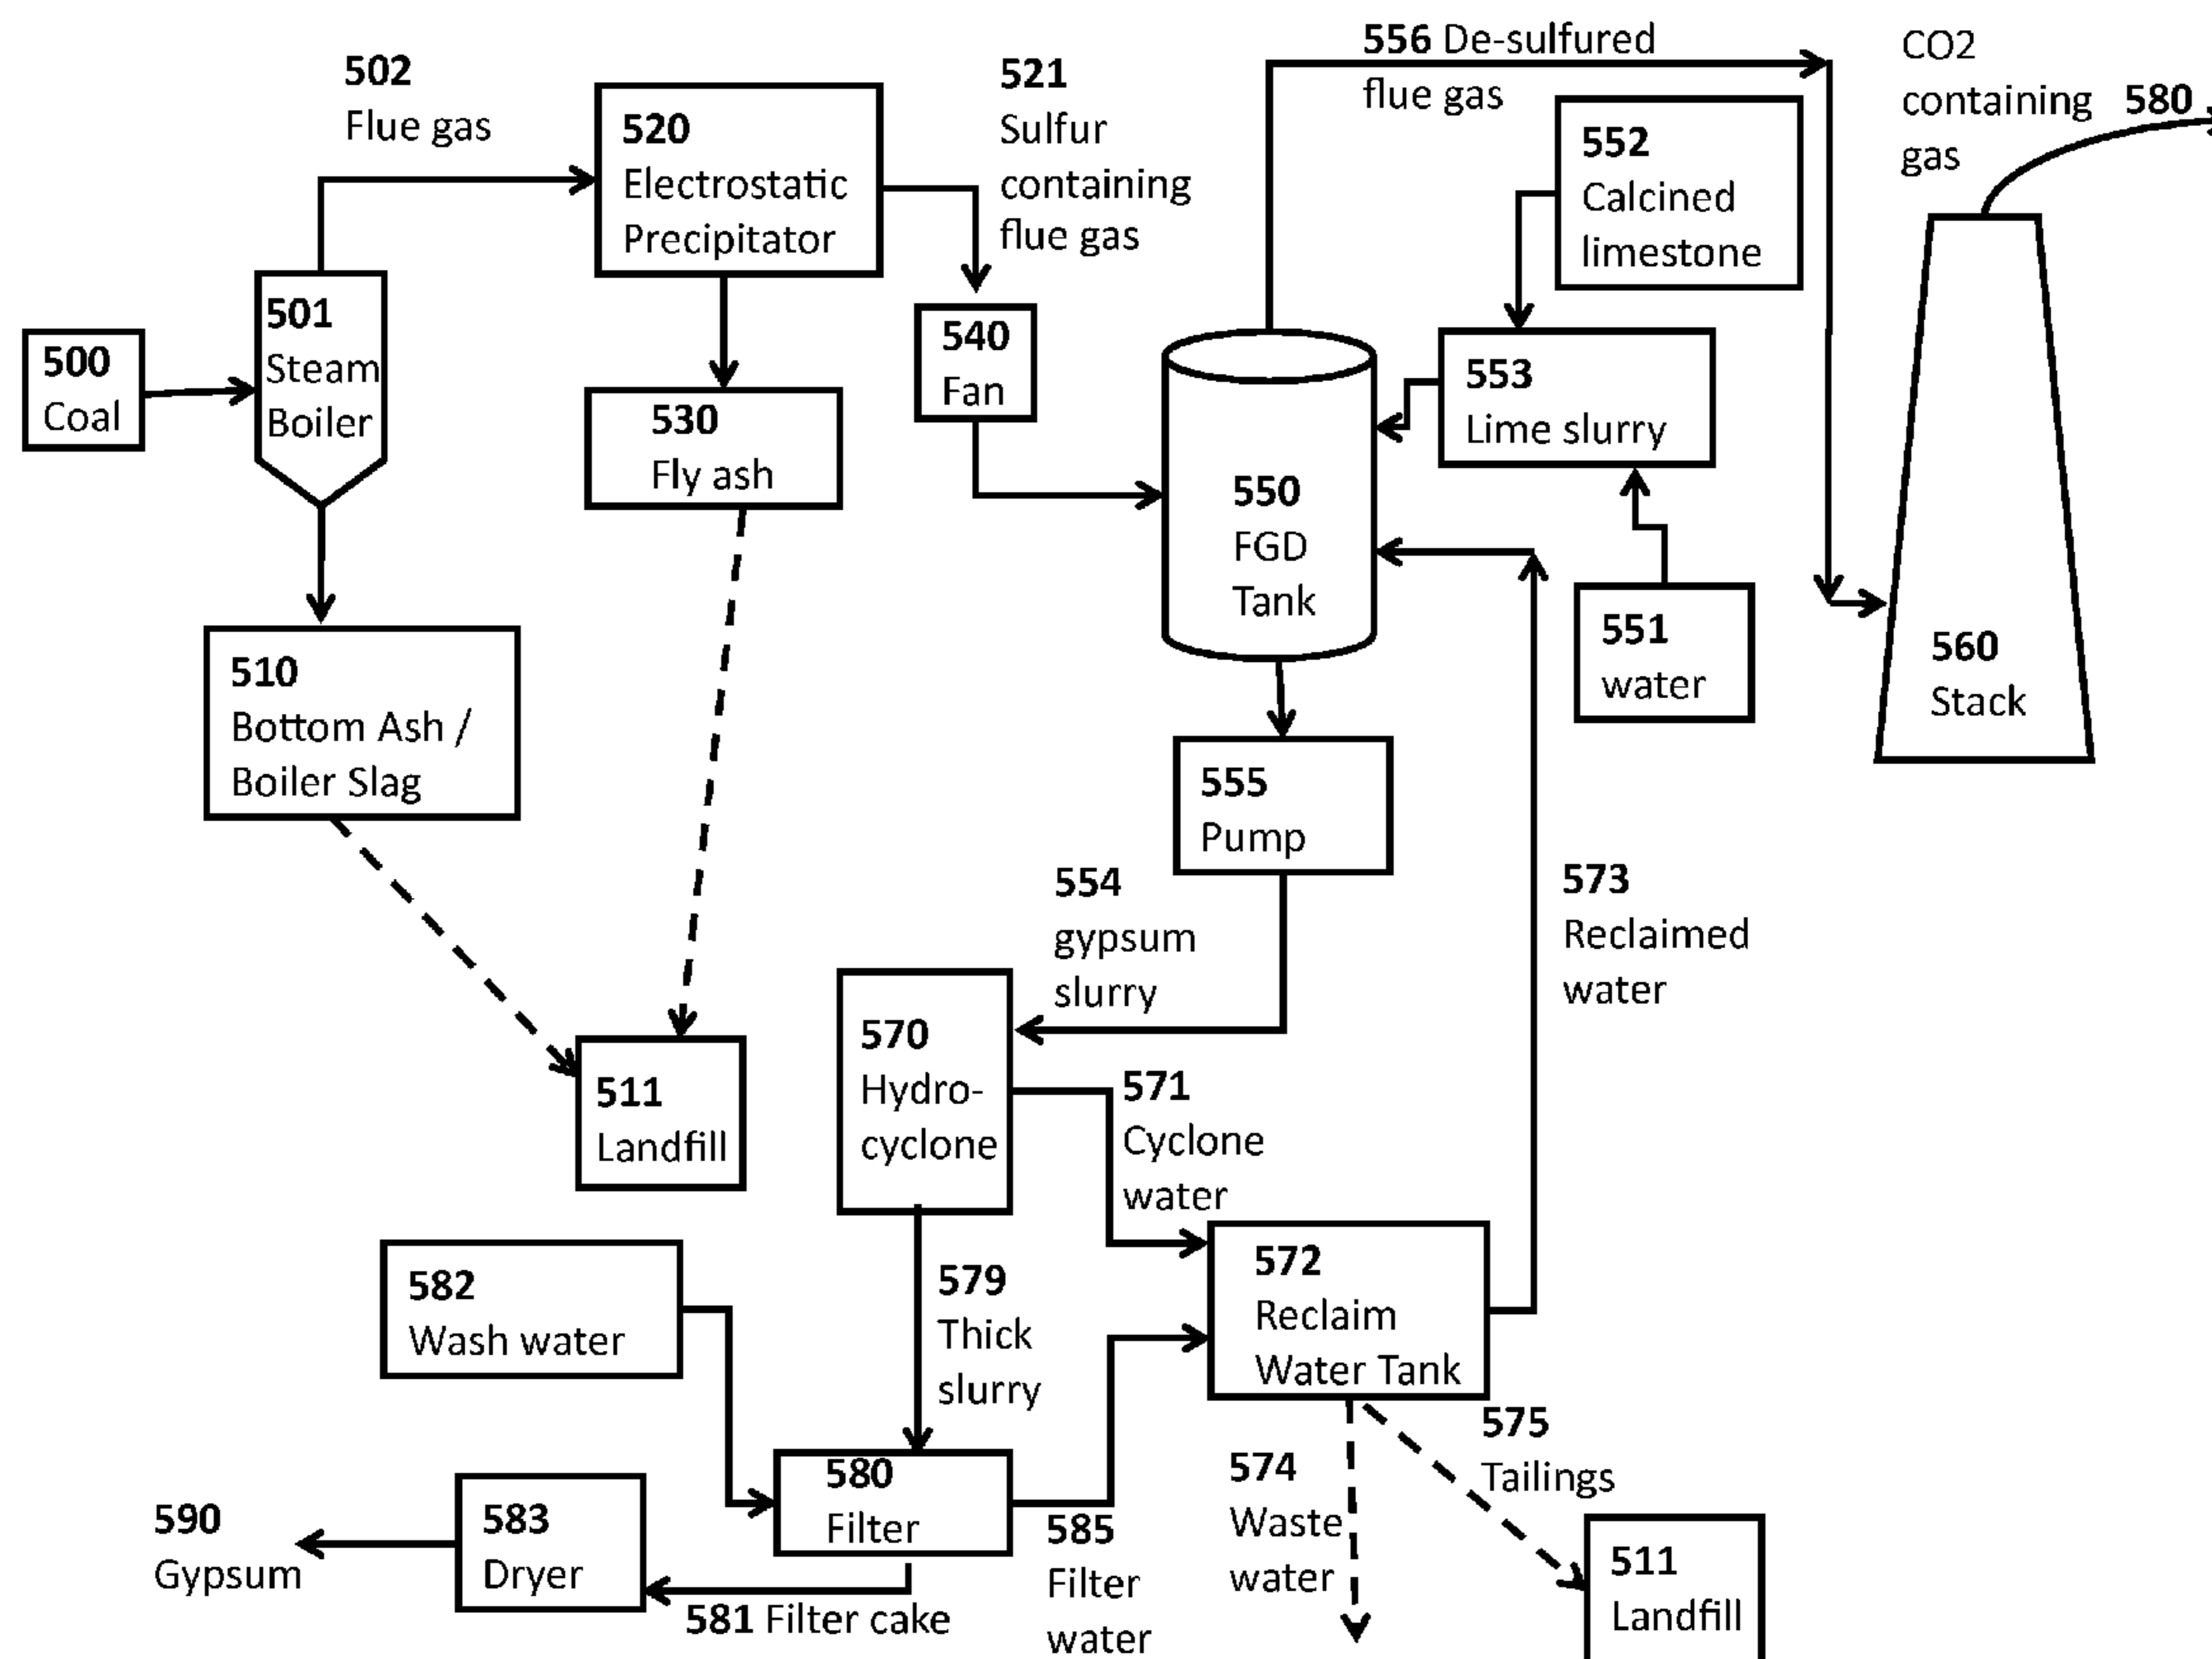 502
Flue gas
520
Electrostatic
Precipitator
521
Sulfur
containing
flue gas
556 De-sulfured
flue gas
CO2
containing 580
gas
552
Calcined
limestone
500
Coal
501
Steam
Boiler
530
Fly ash
540
Fan
550
FGD
Tank
553
Lime slurry
551
water
560
Stack
510
Bottom Ash /
Boiler Slag
555
Pump
554
gypsum
slurry
573
Reclaimed
water
511
Landfill
570
Hydro-
cyclone
571
Cyclone
water
582
Wash water
579
Thick
slurry
572
Reclaim
Water Tank
590
Gypsum
583
Dryer
580
Filter
581 Filter cake
585
Filter
water
574
Waste
water
575
Tailings
511
Landfill